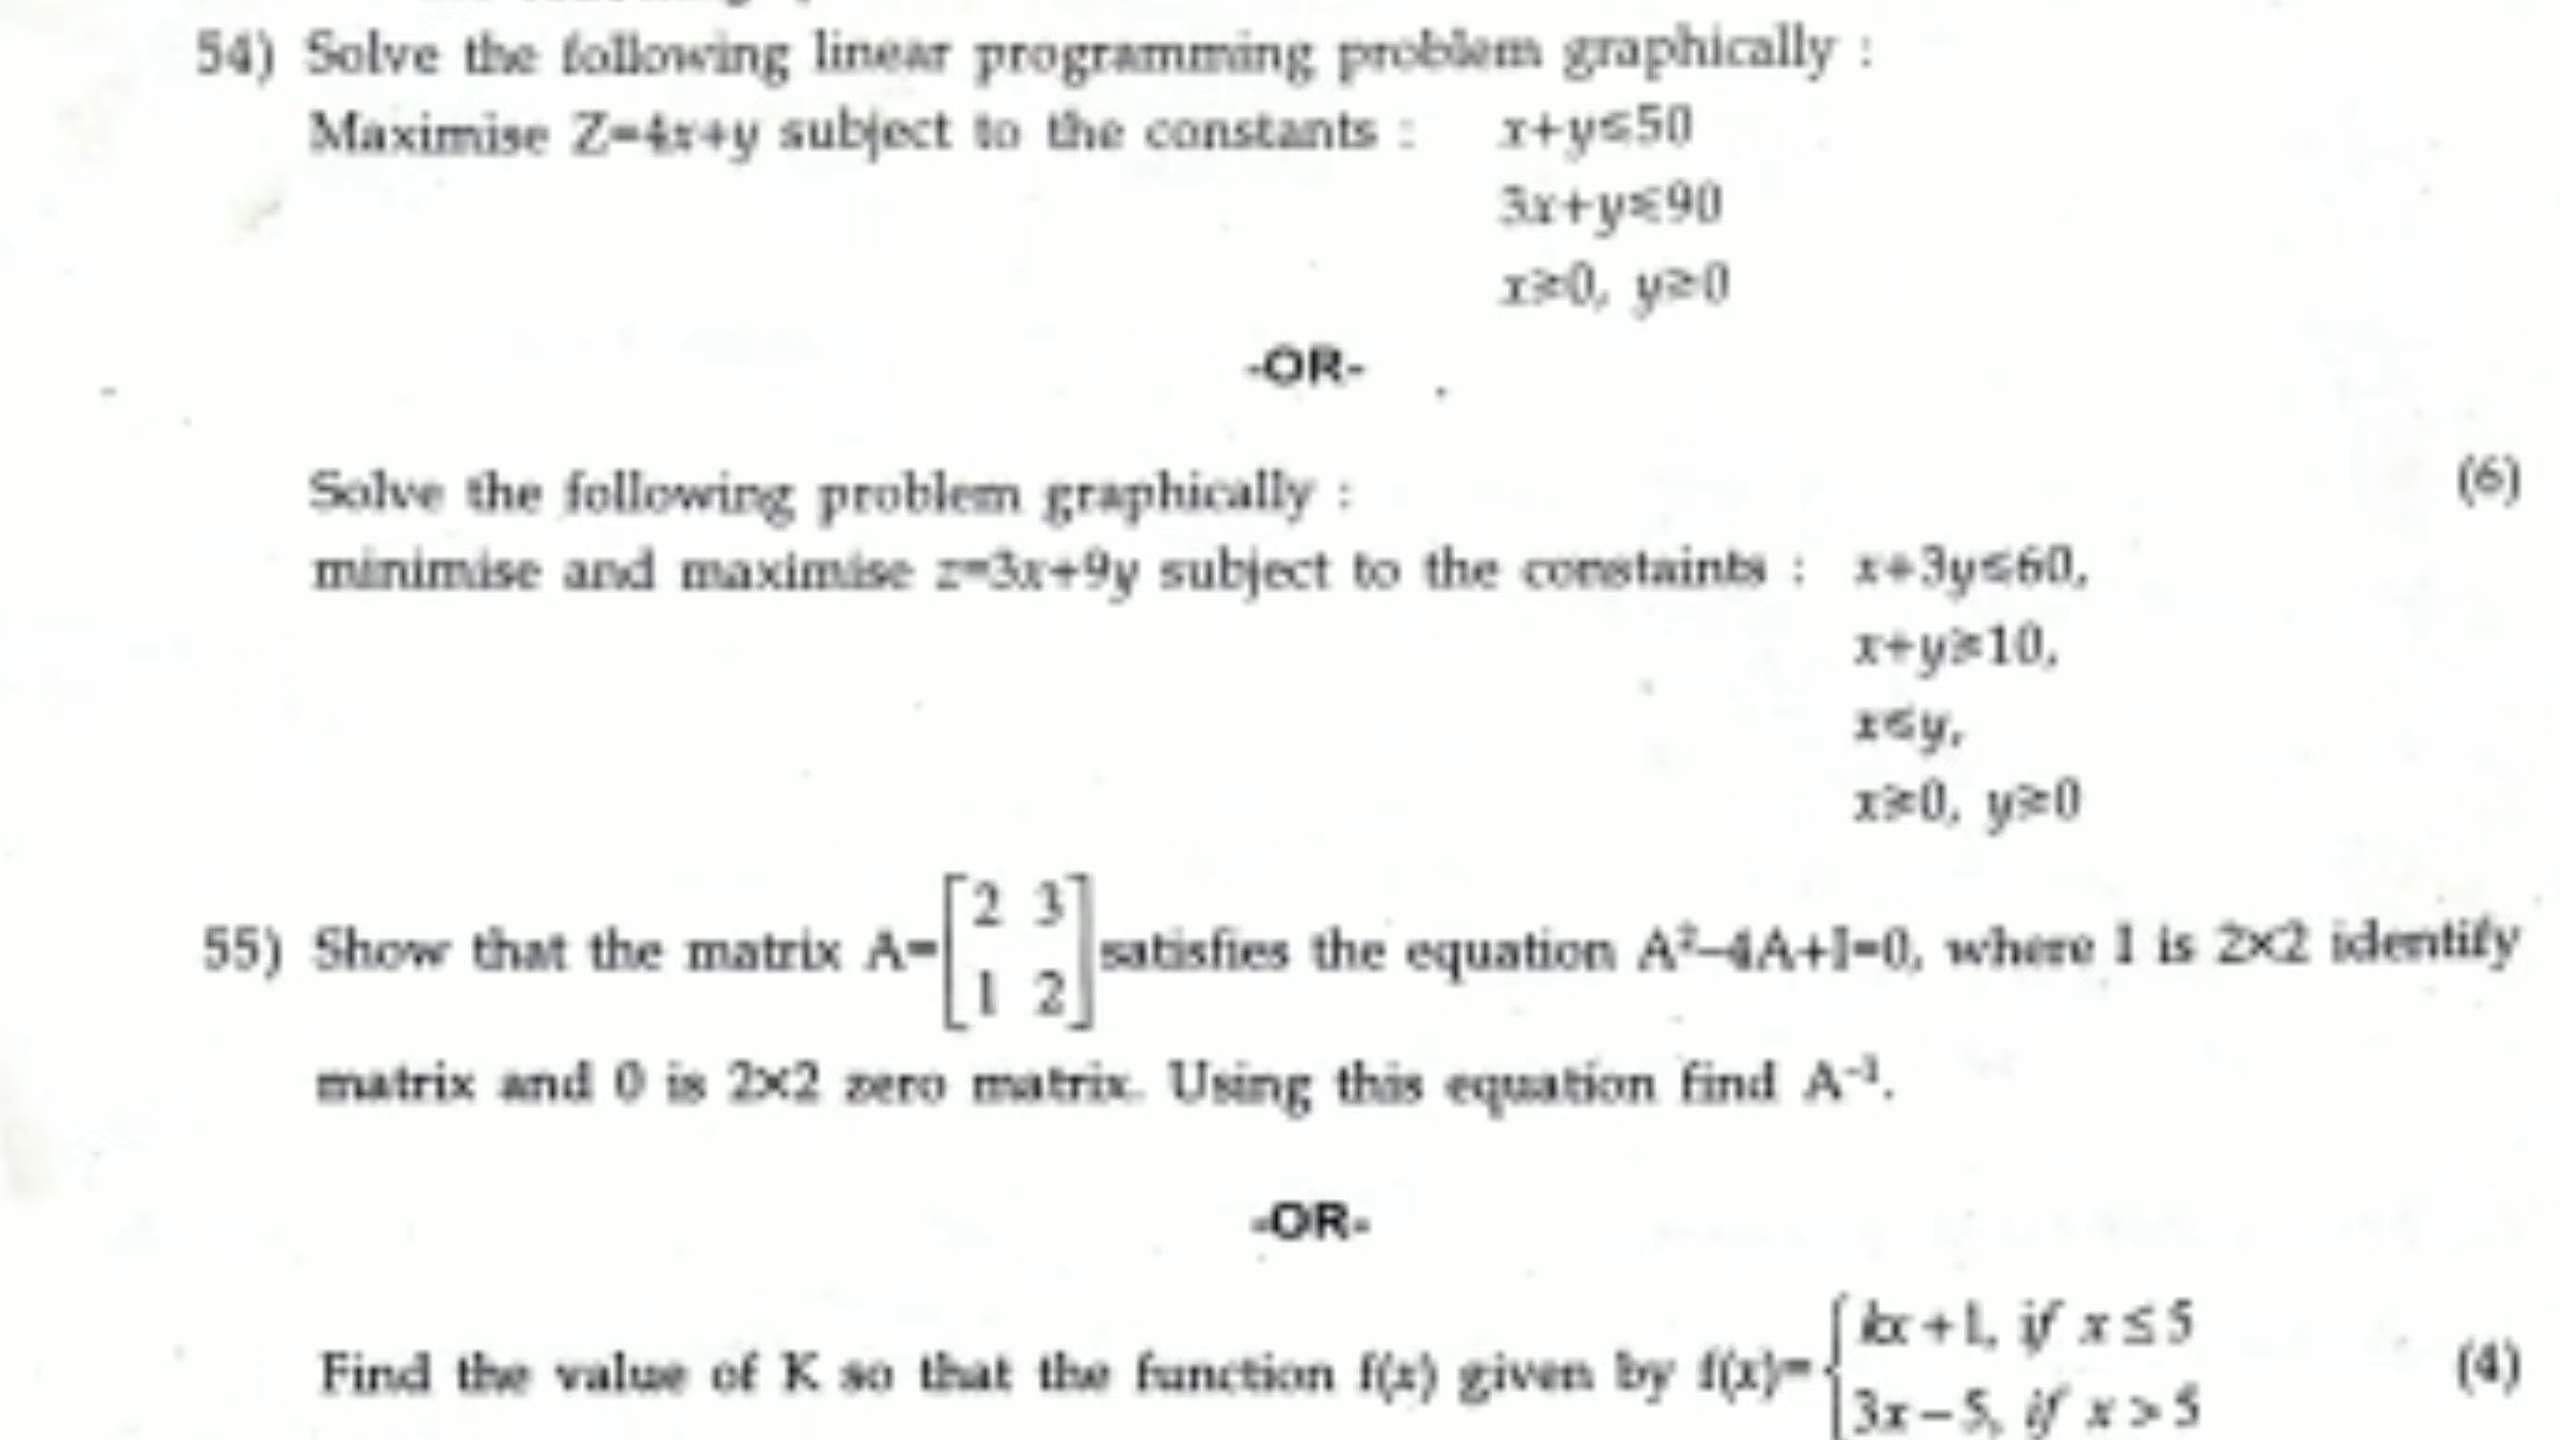 54) Solve the following linear programming problem graphically :
Maximise Z=4x+y subject to the constants : x+y≤50
3x+y≤90
x≥0, y≥0
-OR-
Solve the following problem graphically : (6)
minimise and maximise z=3x+9y subject to the constaints : x+3y≤60,
x+y≥10,
x≤y,
x≥0, y≥0
55) Show that the matrix A=[2 3; 1 2] satisfies the equation A²–4A+I=0, where I is 2×2 identify
matrix and 0 is 2×2 zero matrix. Using this equation find A⁻¹.
-OR-
Find the value of K so that the function f(x) given by f(x)={kx+1, if x≤5 (4)
3x–5, if x>5